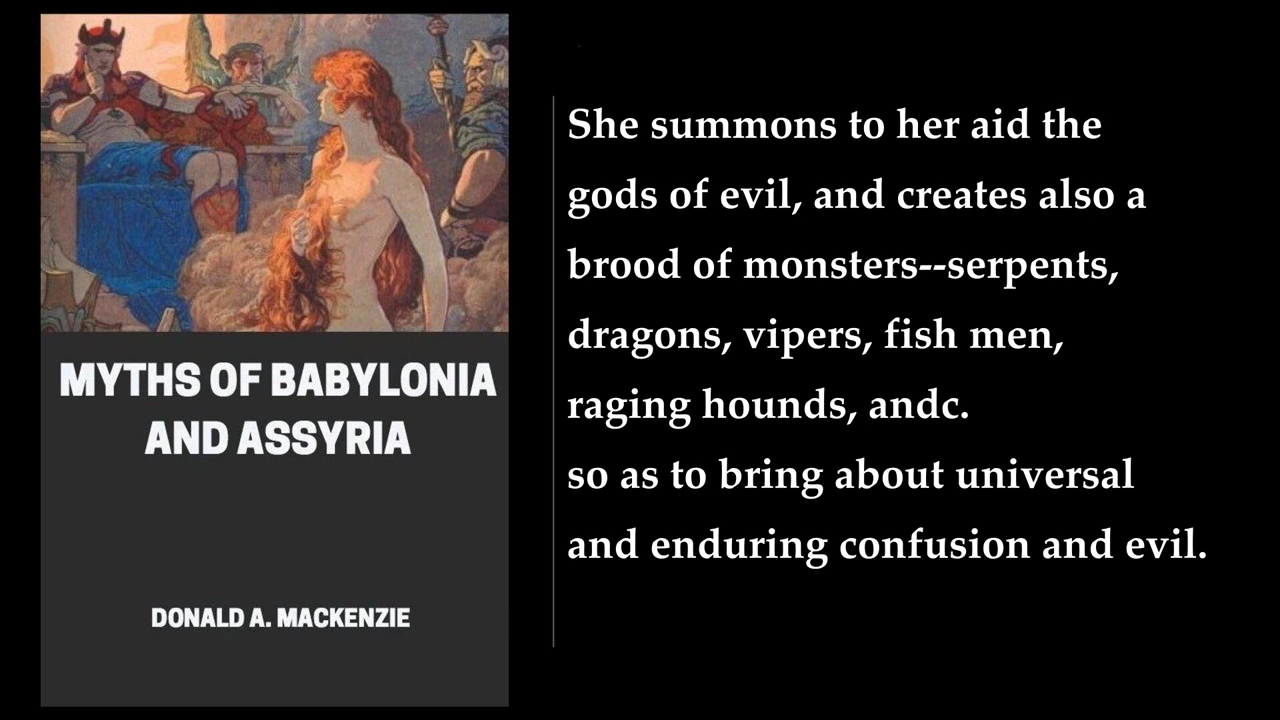 MYTHS OF BABYLONIA
AND ASSYRIA
DONALD A. MACKENZIE
She summons to her aid the
gods of evil, and creates also a
brood of monsters--serpents,
dragons, vipers, fish men,
raging hounds, andc.
so as to bring about universal
and enduring confusion and evil.